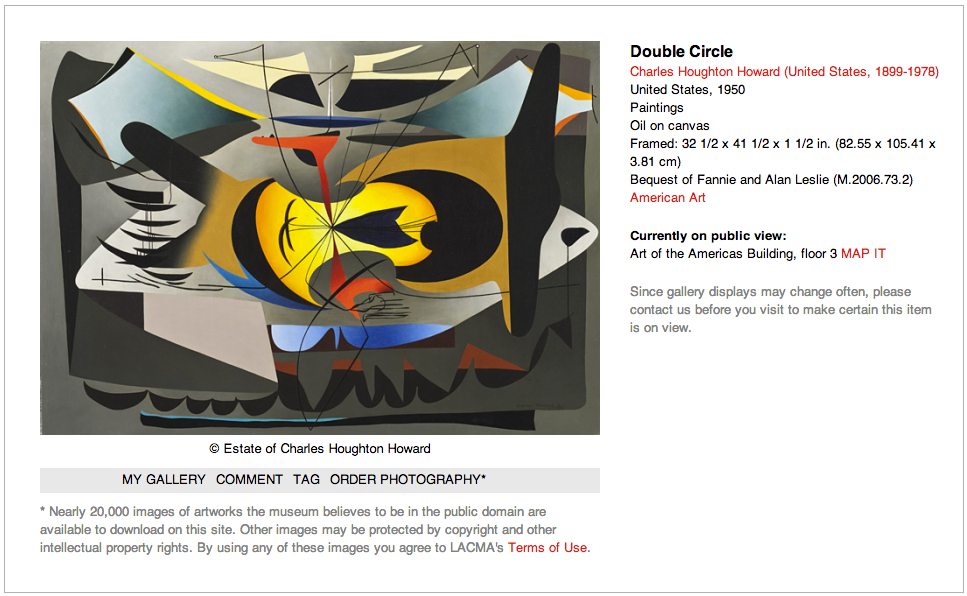 Double Circle
Charles Houghton Howard (United States, 1899-1978)
United States, 1950
Paintings
Oil on canvas
Framed: 32 1/2 x 41 1/2 x 1 1/2 in. (82.55 x 105.41 x
3.81 cm)
Bequest of Fannie and Alan Leslie (M.2006.73.2)
American Art
Currently on public view:
Art of the Americas Building, floor 3 MAP IT
Since gallery displays may change often, please
contact us before you visit to make certain this item
is on view.
© Estate of Charles Houghton Howard
MY GALLERY COMMENT TAG ORDER PHOTOGRAPHY*
* Nearly 20,000 images of artworks the museum believes to be in the public domain are
available to download on this site. Other images may be protected by copyright and other
intellectual property rights. By using any of these images you agree to LACMA's Terms of Use.